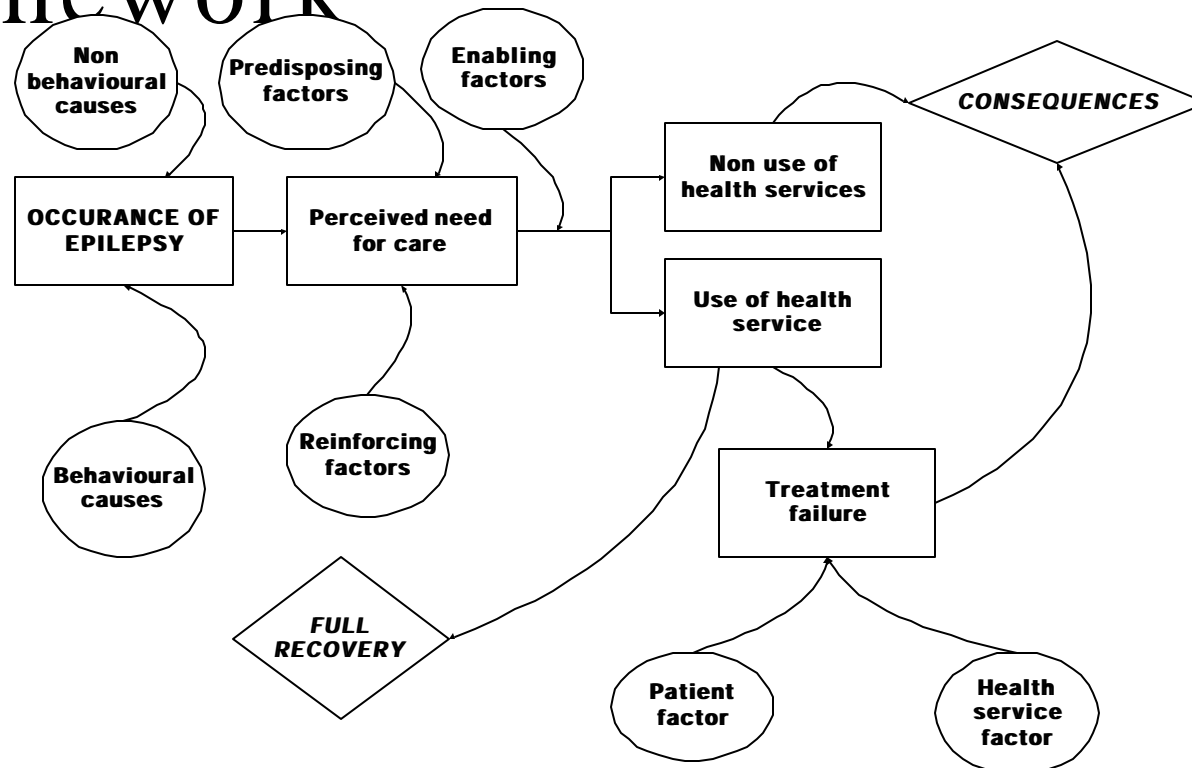 Non
behavioural
causes
Predisposing
factors
Enabling
factors
CONSEQUENCES
Non use of
health services
OCCURANCE OF
EPILEPSY
Perceived need
for care
Use of health
service
Reinforcing
factors
Behavioural
causes
Treatment
failure
FULL
RECOVERY
Patient
factor
Health
service
factor